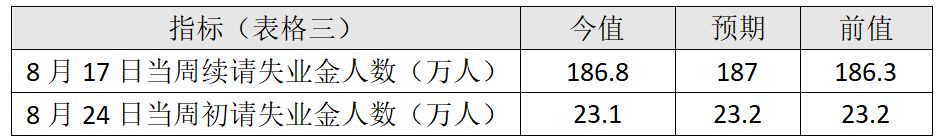 指标（表格三） 今值 预期 前值
8 月 17 日当周续请失业金人数（万人） 186.8 187 186.3
8 月 24 日当周初请失业金人数（万人） 23.1 23.2 23.2